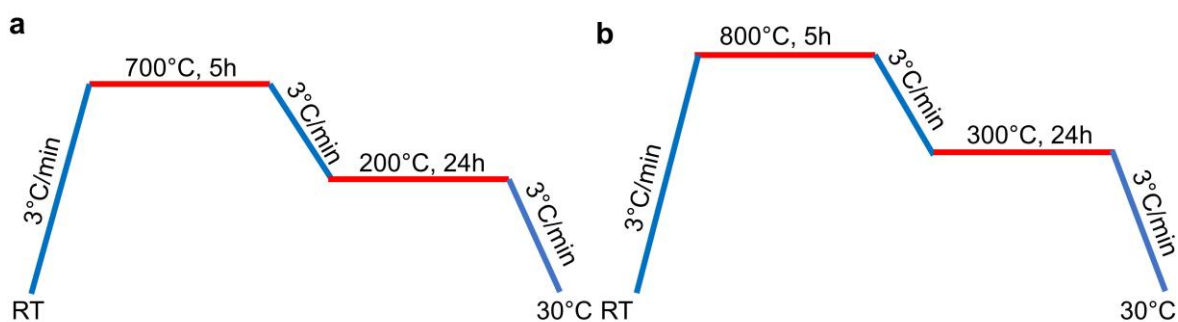 a
700°C, 5h
3°C/min
3°C/min
200°C, 24h
3°C/min
RT
30°C
b
800°C, 5h
3°C/min
3°C/min
300°C, 24h
3°C/min
RT
30°C